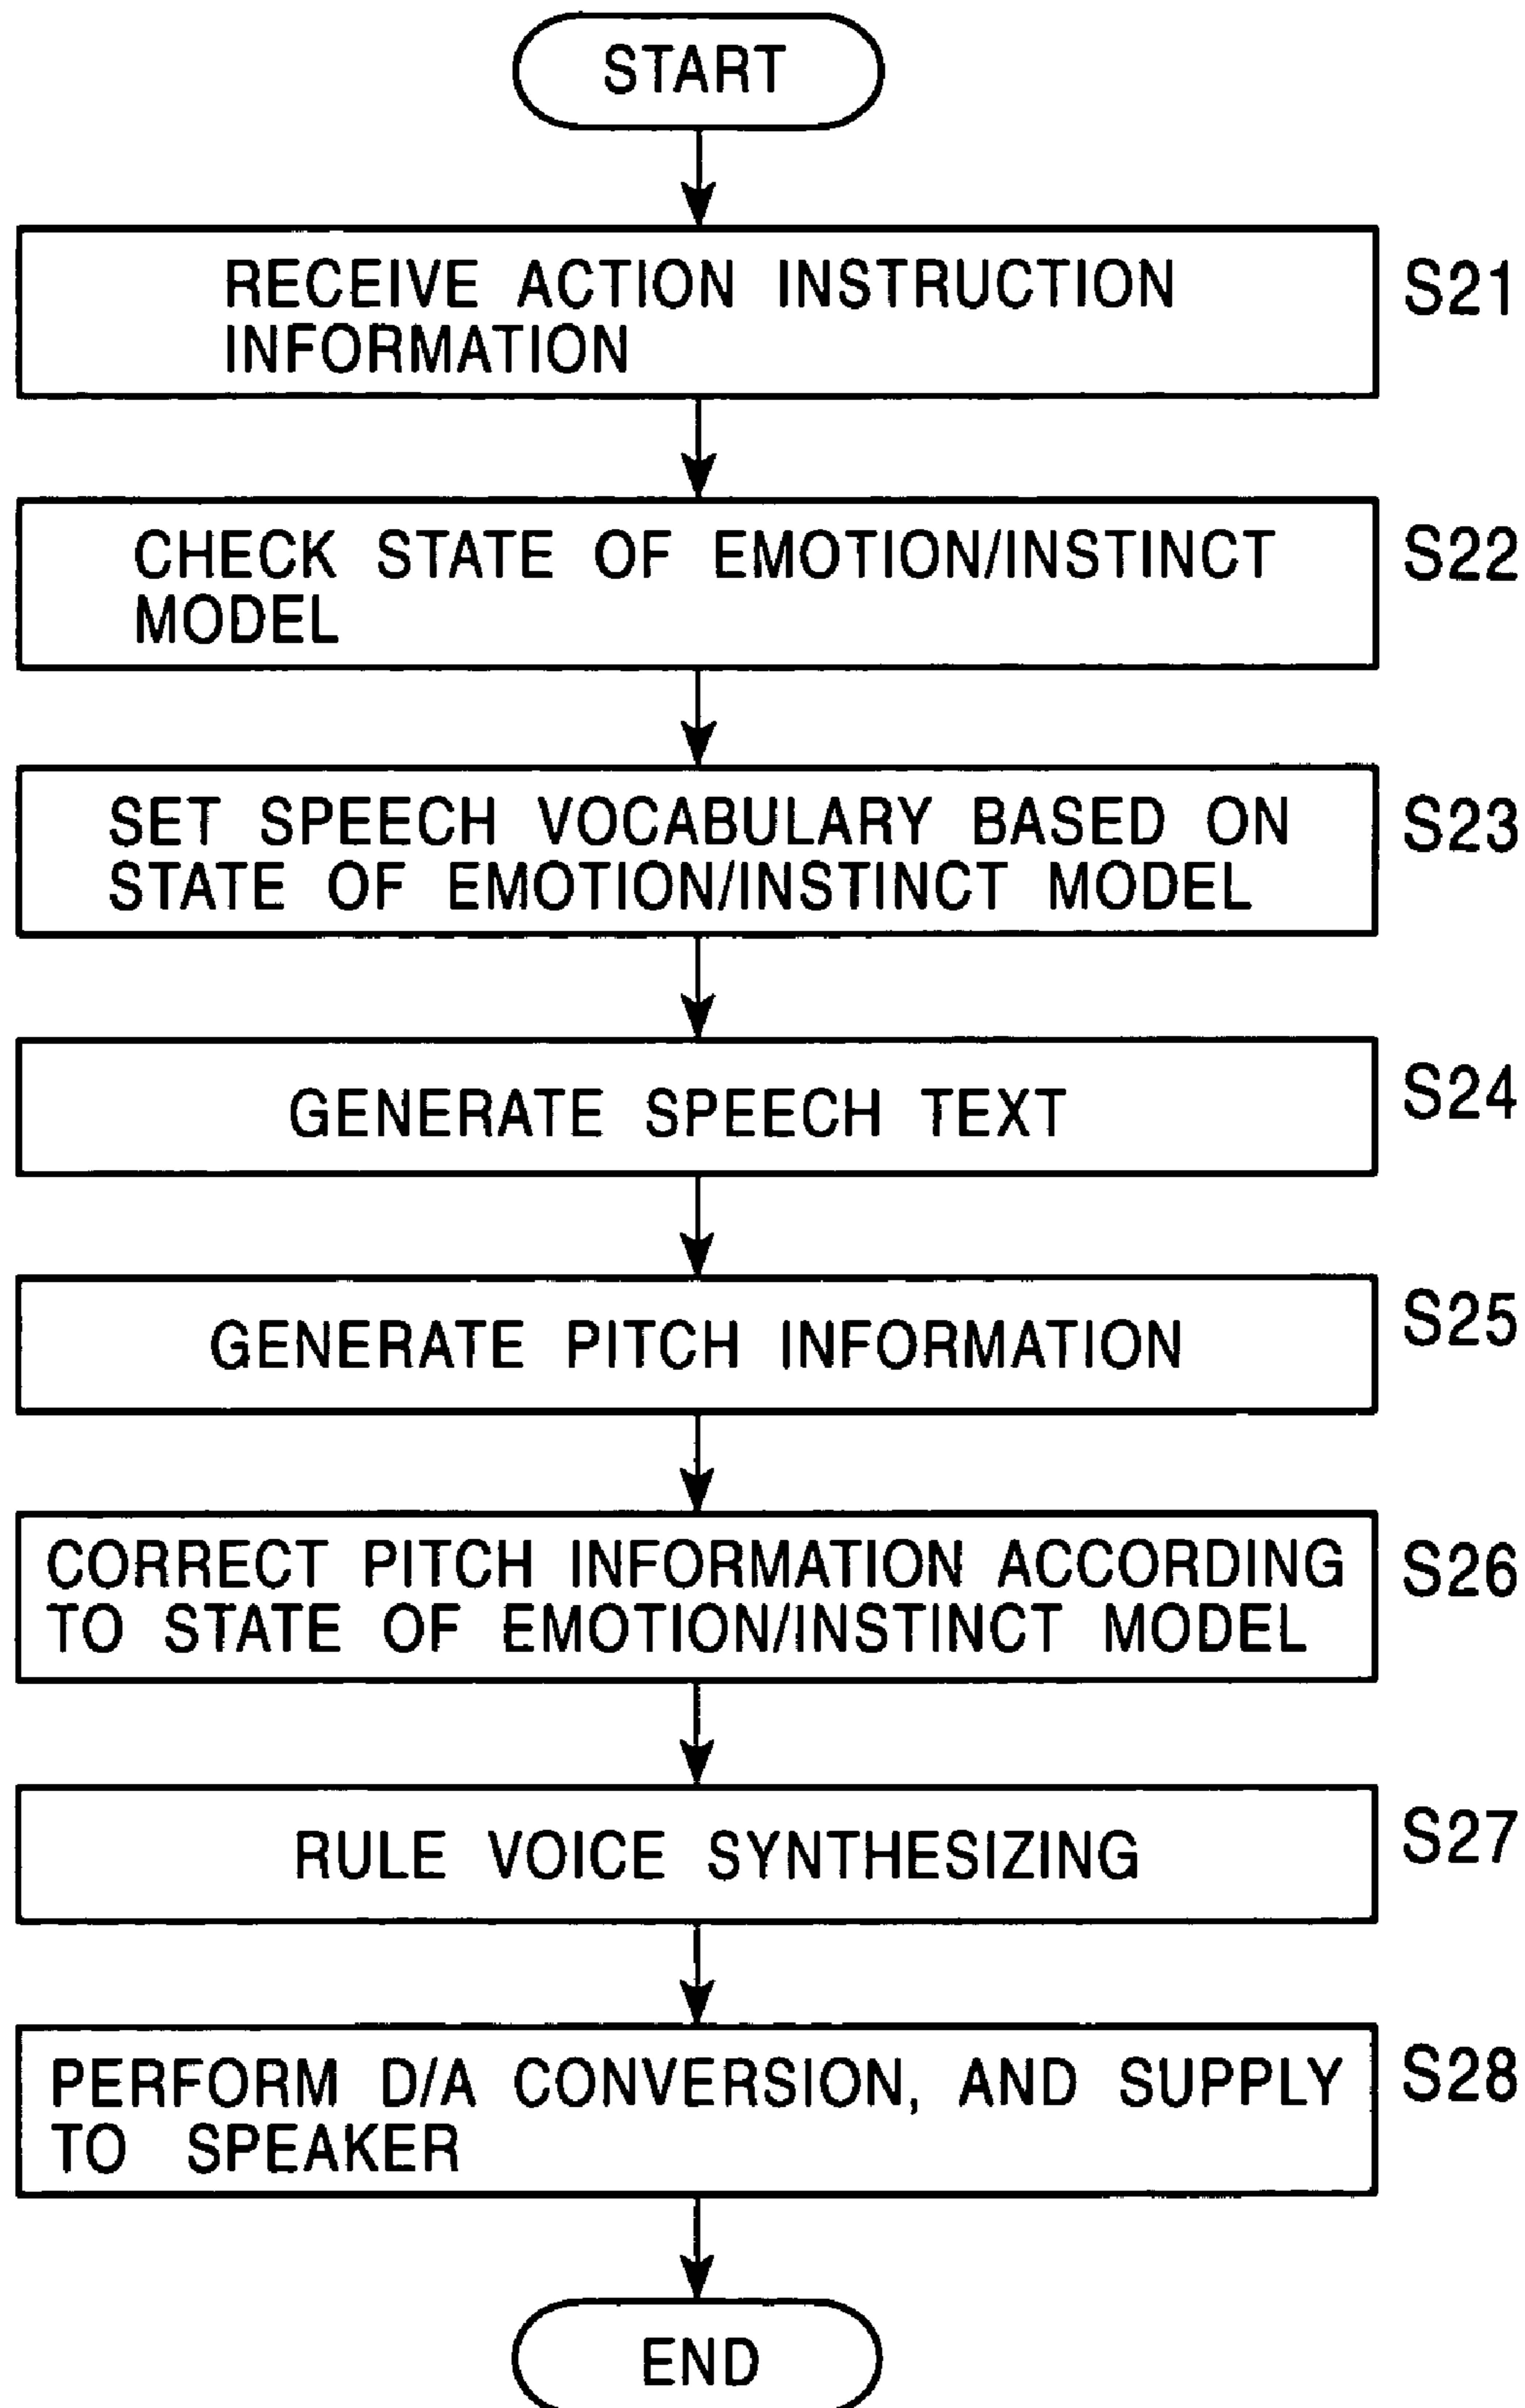 START
RECEIVE ACTION INSTRUCTION
INFORMATION
S21
CHECK STATE OF EMOTION/INSTINCT
MODEL
S22
SET SPEECH VOCABULARY BASED ON
STATE OF EMOTION/INSTINCT MODEL
S23
GENERATE SPEECH TEXT
S24
GENERATE PITCH INFORMATION
S25
CORRECT PITCH INFORMATION ACCORDING
TO STATE OF EMOTION/INSTINCT MODEL
S26
RULE VOICE SYNTHESIZING
S27
PERFORM D/A CONVERSION, AND SUPPLY
TO SPEAKER
S28
END